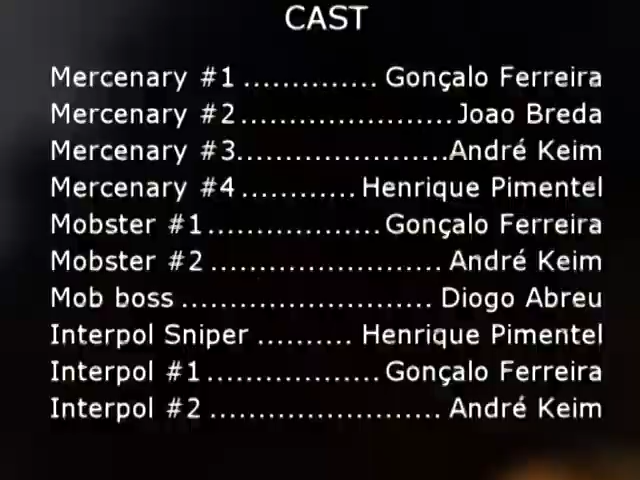 CAST
Mercenary #1 .............. Gonçalo Ferreira
Mercenary #2...................... Joao Breda
Mercenary #3......................André Keim
Mercenary #4 ............ Henrique Pimentel
Mobster #1.................. Gonçalo Ferreira
Mobster #2 ........................ André Keim
Mob boss .......................... Diogo Abreu
Interpol Sniper .......... Henrique Pimentel
Interpol #1.................. Gonçalo Ferreira
Interpol #2 ........................ André Keim